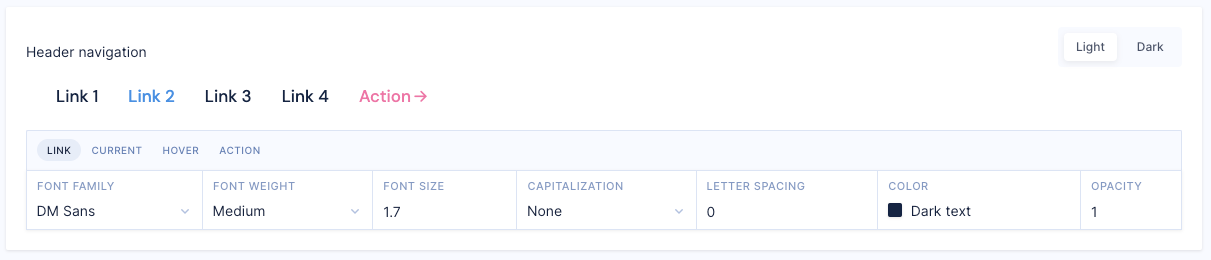 Header navigation
Light Dark
Link 1 Link 2 Link 3 Link 4 Action →
LINK CURRENT HOVER ACTION
FONT FAMILY FONT WEIGHT FONT SIZE CAPITALIZATION LETTER SPACING COLOR OPACITY
DM Sans Medium 1.7 None 0 Dark text 1